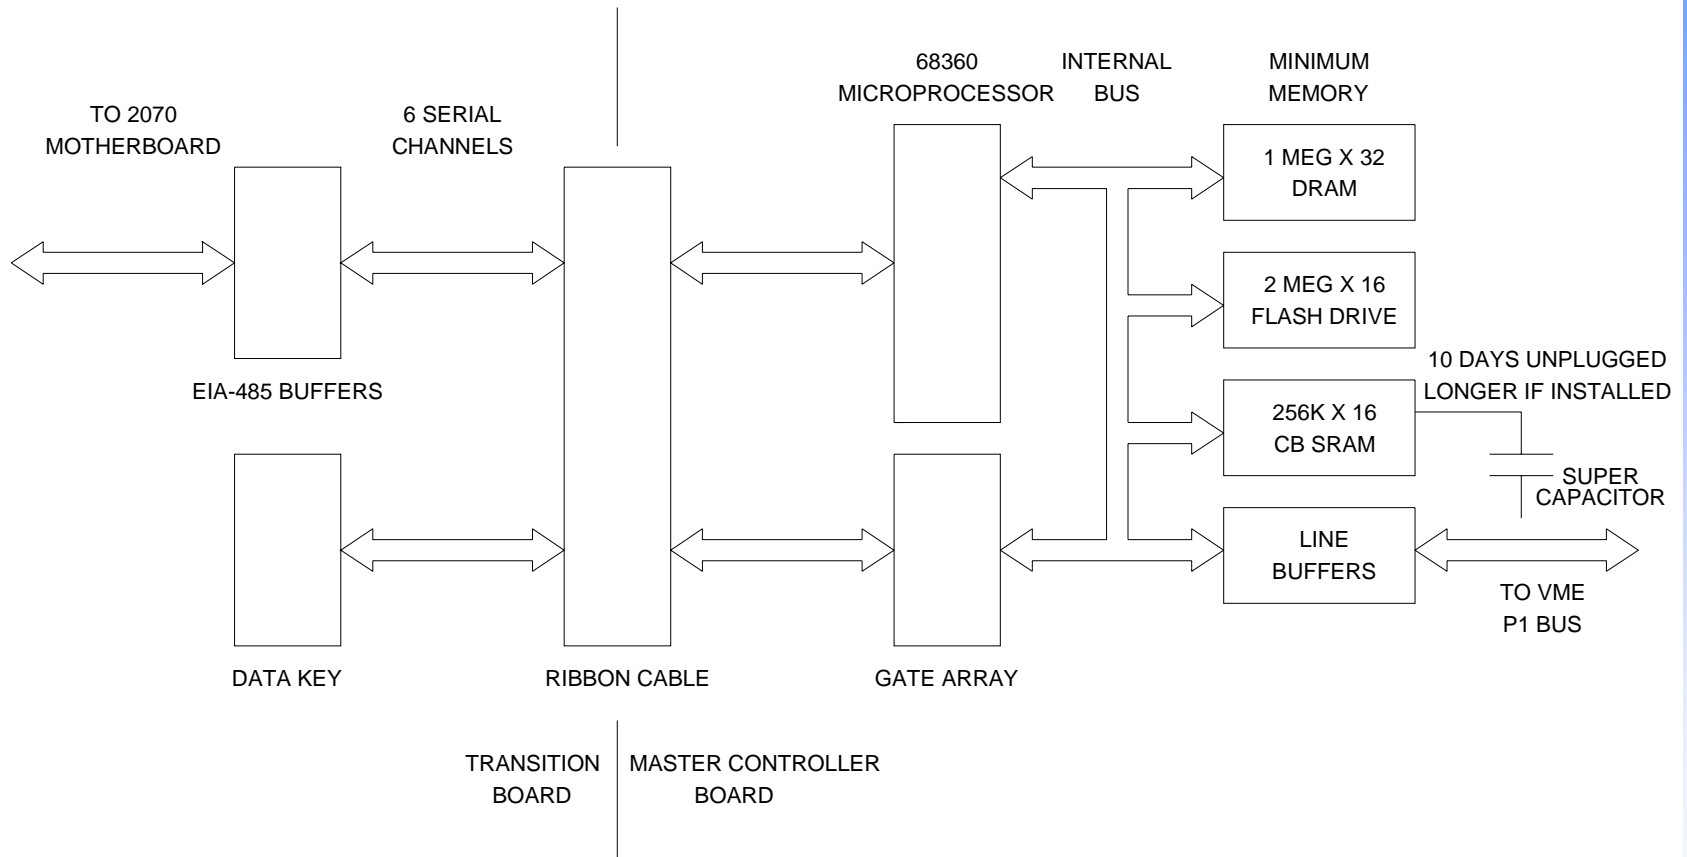 68360
MICROPROCESSOR
INTERNAL
BUS
MINIMUM
MEMORY
TO 2070
MOTHERBOARD
6 SERIAL
CHANNELS
1 MEG X 32
DRAM
2 MEG X 16
FLASH DRIVE
10 DAYS UNPLUGGED
LONGER IF INSTALLED
EIA-485 BUFFERS
256K X 16
CB SRAM
SUPER
CAPACITOR
LINE
BUFFERS
TO VME
P1 BUS
DATA KEY
RIBBON CABLE
GATE ARRAY
TRANSITION
BOARD
MASTER CONTROLLER
BOARD